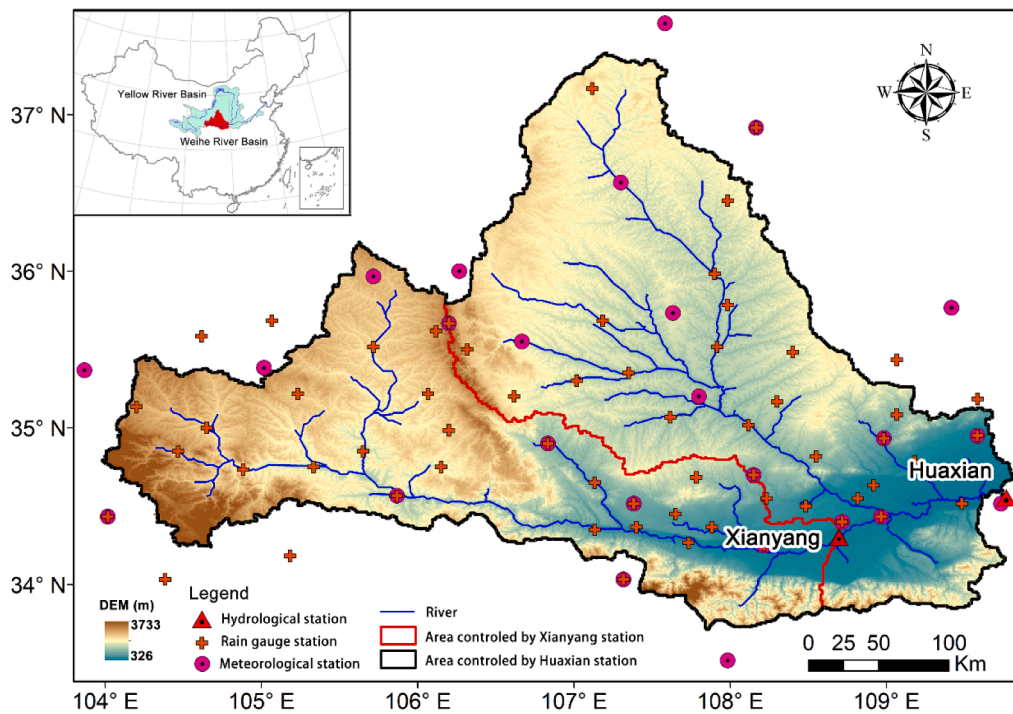 Yellow River Basin
Weihe River Basin
N
W
E
S
37° N
36° N
35° N
34° N
Huaxian
Xianyang
DEM (m)
3733
326
Legend
Hydrological station
Rain gauge station
Meteorological station
River
Area controled by Xianyang station
Area controled by Huaxian station
0 25 50 100
Km
104° E 105° E 106° E 107° E 108° E 109° E